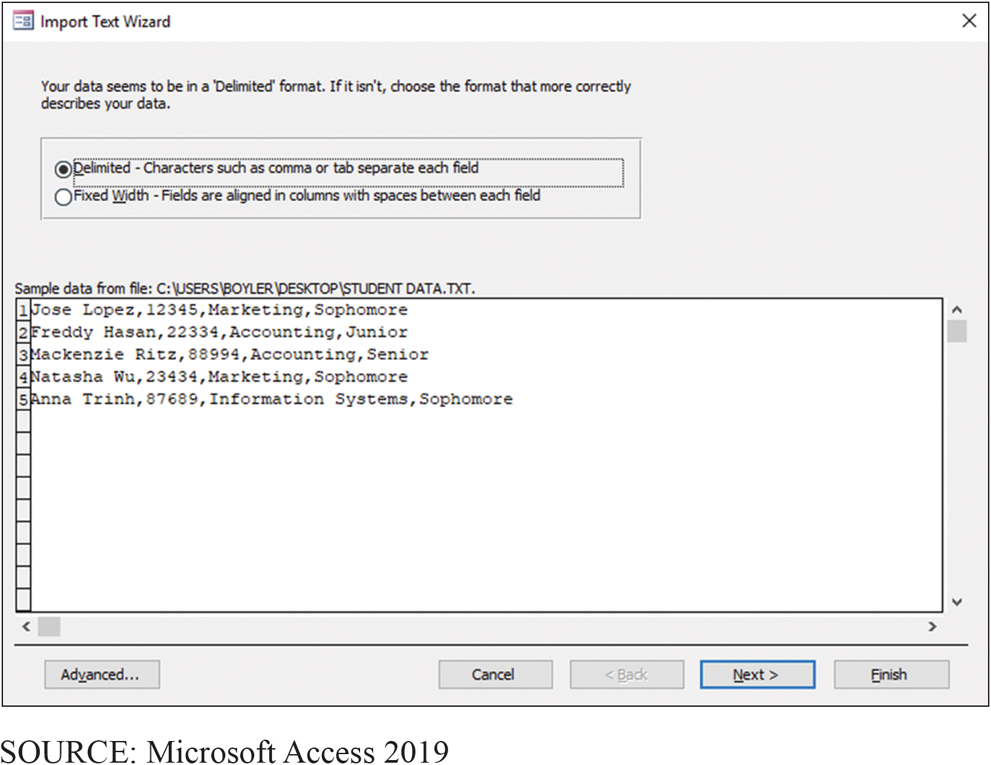 Import Text Wizard
Your data seems to be in a 'Delimited' format. If it isn't, choose the format that more correctly
describes your data.
Delimited - Characters such as comma or tab separate each field
Fixed Width - Fields are aligned in columns with spaces between each field
Sample data from file: C:\USERS\BOYLER\DESKTOP\STUDENT DATA.TXT.
1 Jose Lopez,12345,Marketing,Sophomore
2 Freddy Hasan,22334,Accounting,Junior
3 Mackenzie Ritz,88994,Accounting,Senior
4 Natasha Wu,23434,Marketing,Sophomore
5 Anna Trinh,87689,Information Systems,Sophomore
Advanced... Cancel < Back Next > Finish
SOURCE: Microsoft Access 2019